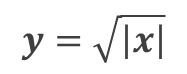 y = √|x|